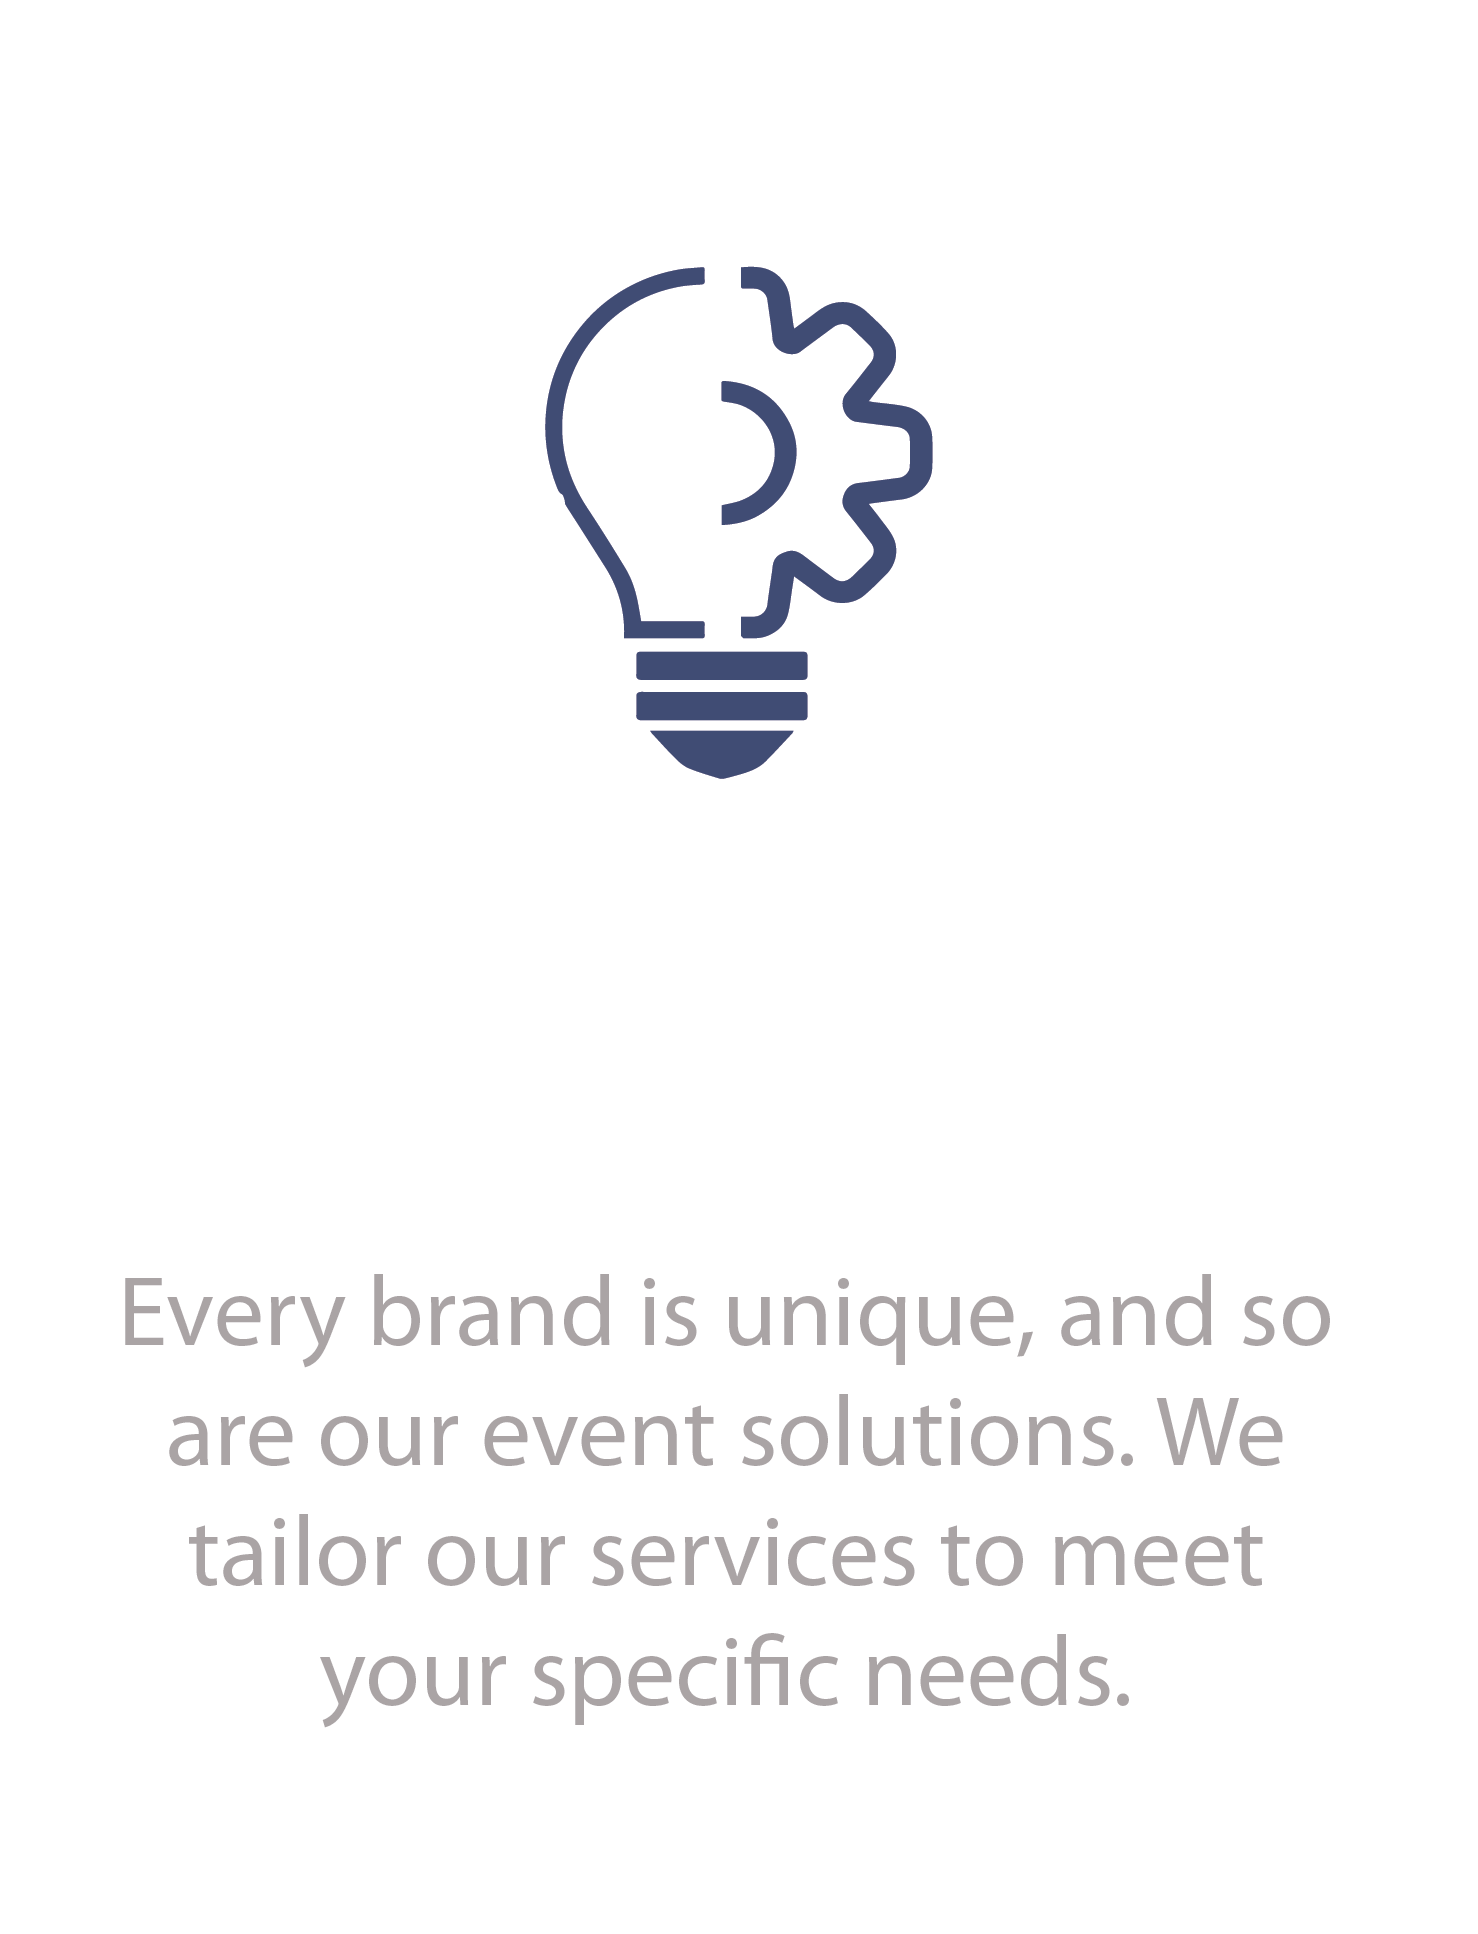 Every brand is unique, and so
are our event solutions. We
tailor our services to meet
your specific needs.